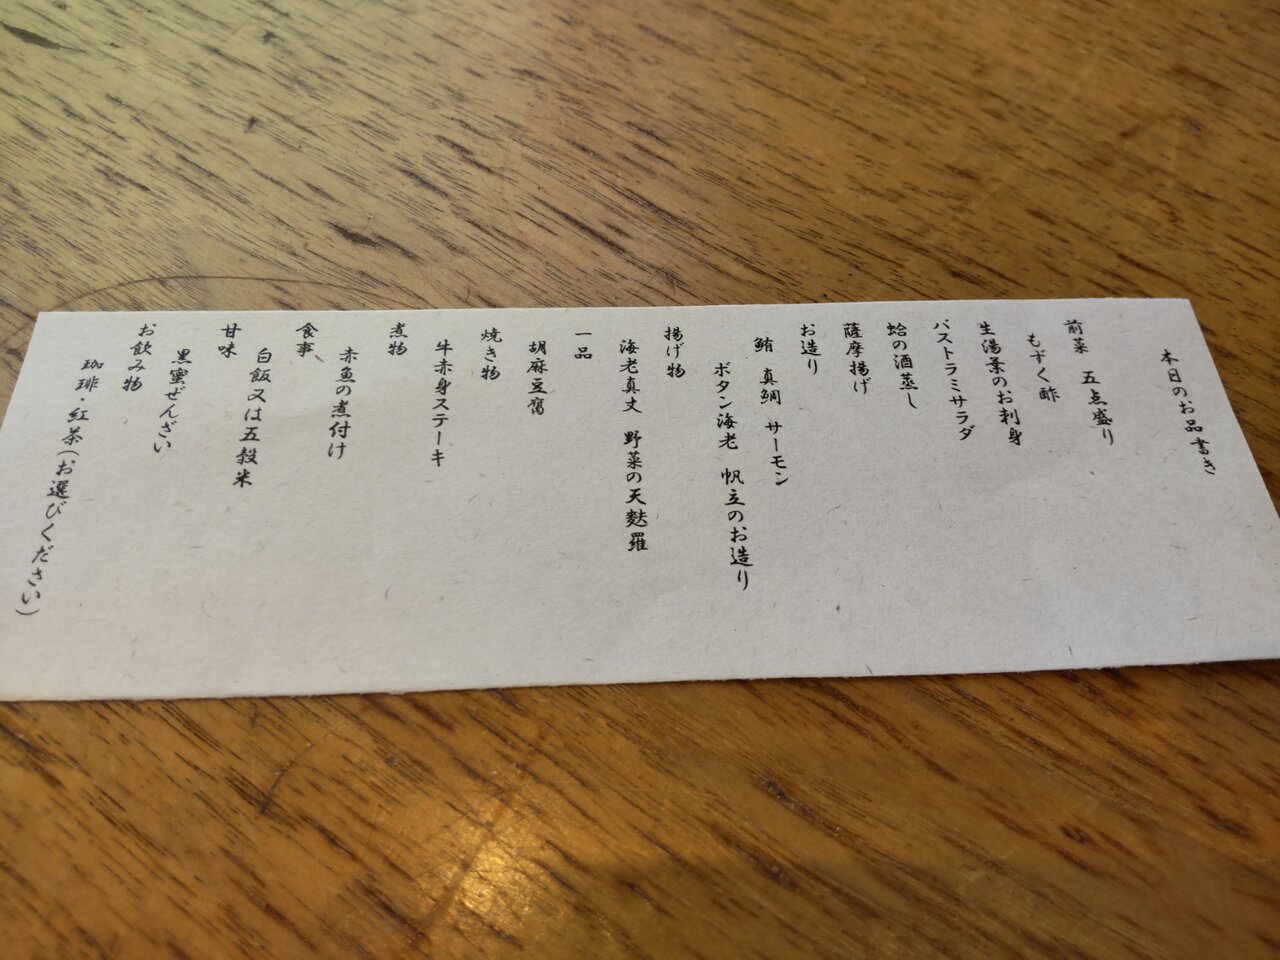 本日のお品書き
前菜 五点盛り
もずく酢
生湯葉のお刺身
パストラミサラダ
蛤の酒蒸し
薩摩揚げ
お造り
鮪 真鯛 サーモン
ボタン海老 帆立のお造り
揚げ物
海老真丈 野菜の天麩羅
一品
胡麻豆腐
焼き物
牛赤身ステーキ
煮物
赤魚の煮付け
食事
白飯又は五穀米
甘味
黒蜜ぜんざい
お飲み物
珈琲・紅茶(お選びください)